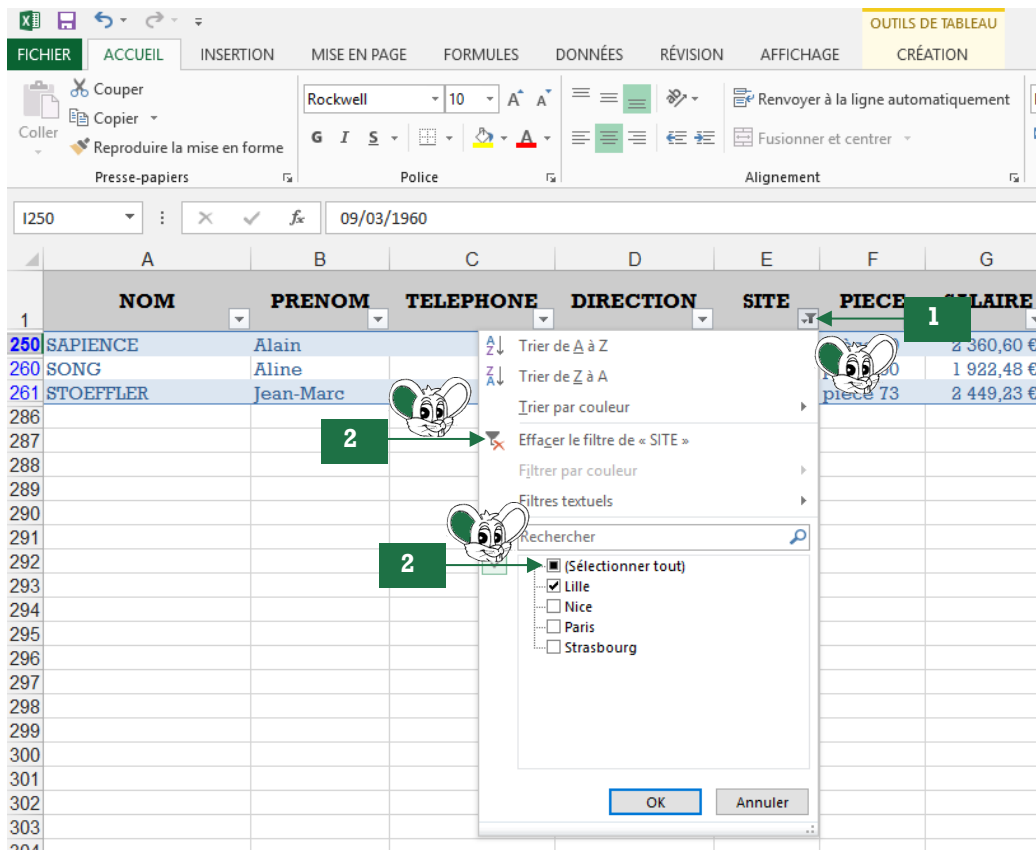 OUTILS DE TABLEAU
FICHIER ACCUEIL INSERTION MISE EN PAGE FORMULES DONNÉES RÉVISION AFFICHAGE CRÉATION
Couper
Copier
Reproduire la mise en forme
Coller
Presse-papiers
Rockwell 10
G I S
Police
Renvoyer à la ligne automatiquement
Fusionner et centrer
Alignement
I250 fx 09/03/1960
A B C D E F G
1 NOM PRENOM TELEPHONE DIRECTION SITE PIECE SALAIRE
1
250 SAPIENCE Alain 2 360,60 €
260 SONG Aline 1 922,48 €
261 STOEFFLER Jean-Marc pièce 73 2 449,23 €
286
287
288
289
290
291
292
293
294
295
296
297
298
299
300
301
302
303
304
Trier de A à Z
Trier de Z à A
Trier par couleur
2
Effacer le filtre de « SITE »
Filtrer par couleur
Filtres textuels
Rechercher
2
(Sélectionner tout)
Lille
Nice
Paris
Strasbourg
OK Annuler